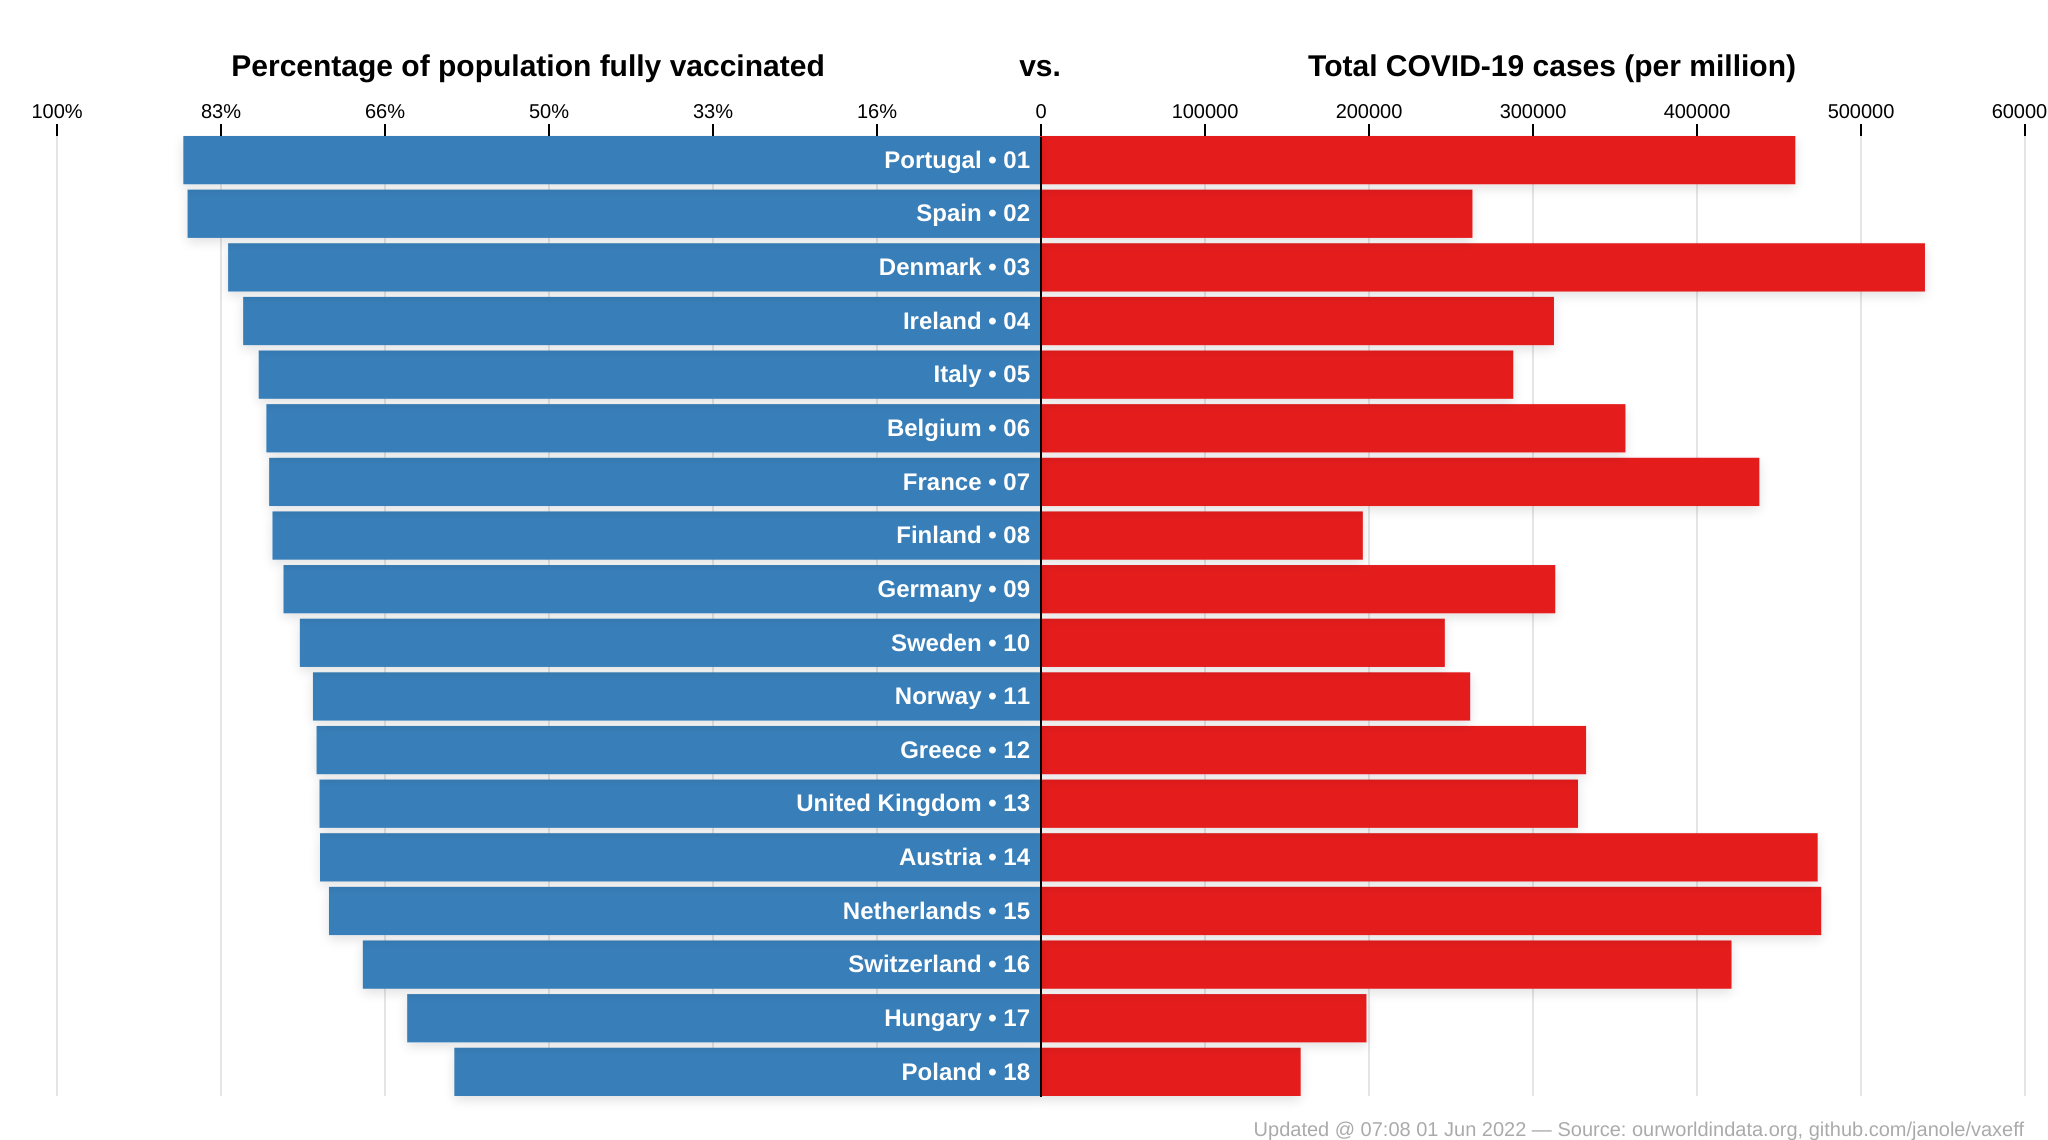 Percentage of population fully vaccinated vs. Total COVID-19 cases (per million)
100% 83% 66% 50% 33% 16% 0 100000 200000 300000 400000 500000 60000
Portugal • 01
Spain • 02
Denmark • 03
Ireland • 04
Italy • 05
Belgium • 06
France • 07
Finland • 08
Germany • 09
Sweden • 10
Norway • 11
Greece • 12
United Kingdom • 13
Austria • 14
Netherlands • 15
Switzerland • 16
Hungary • 17
Poland • 18
Updated @ 07:08 01 Jun 2022 — Source: ourworldindata.org, github.com/janole/vaxeff